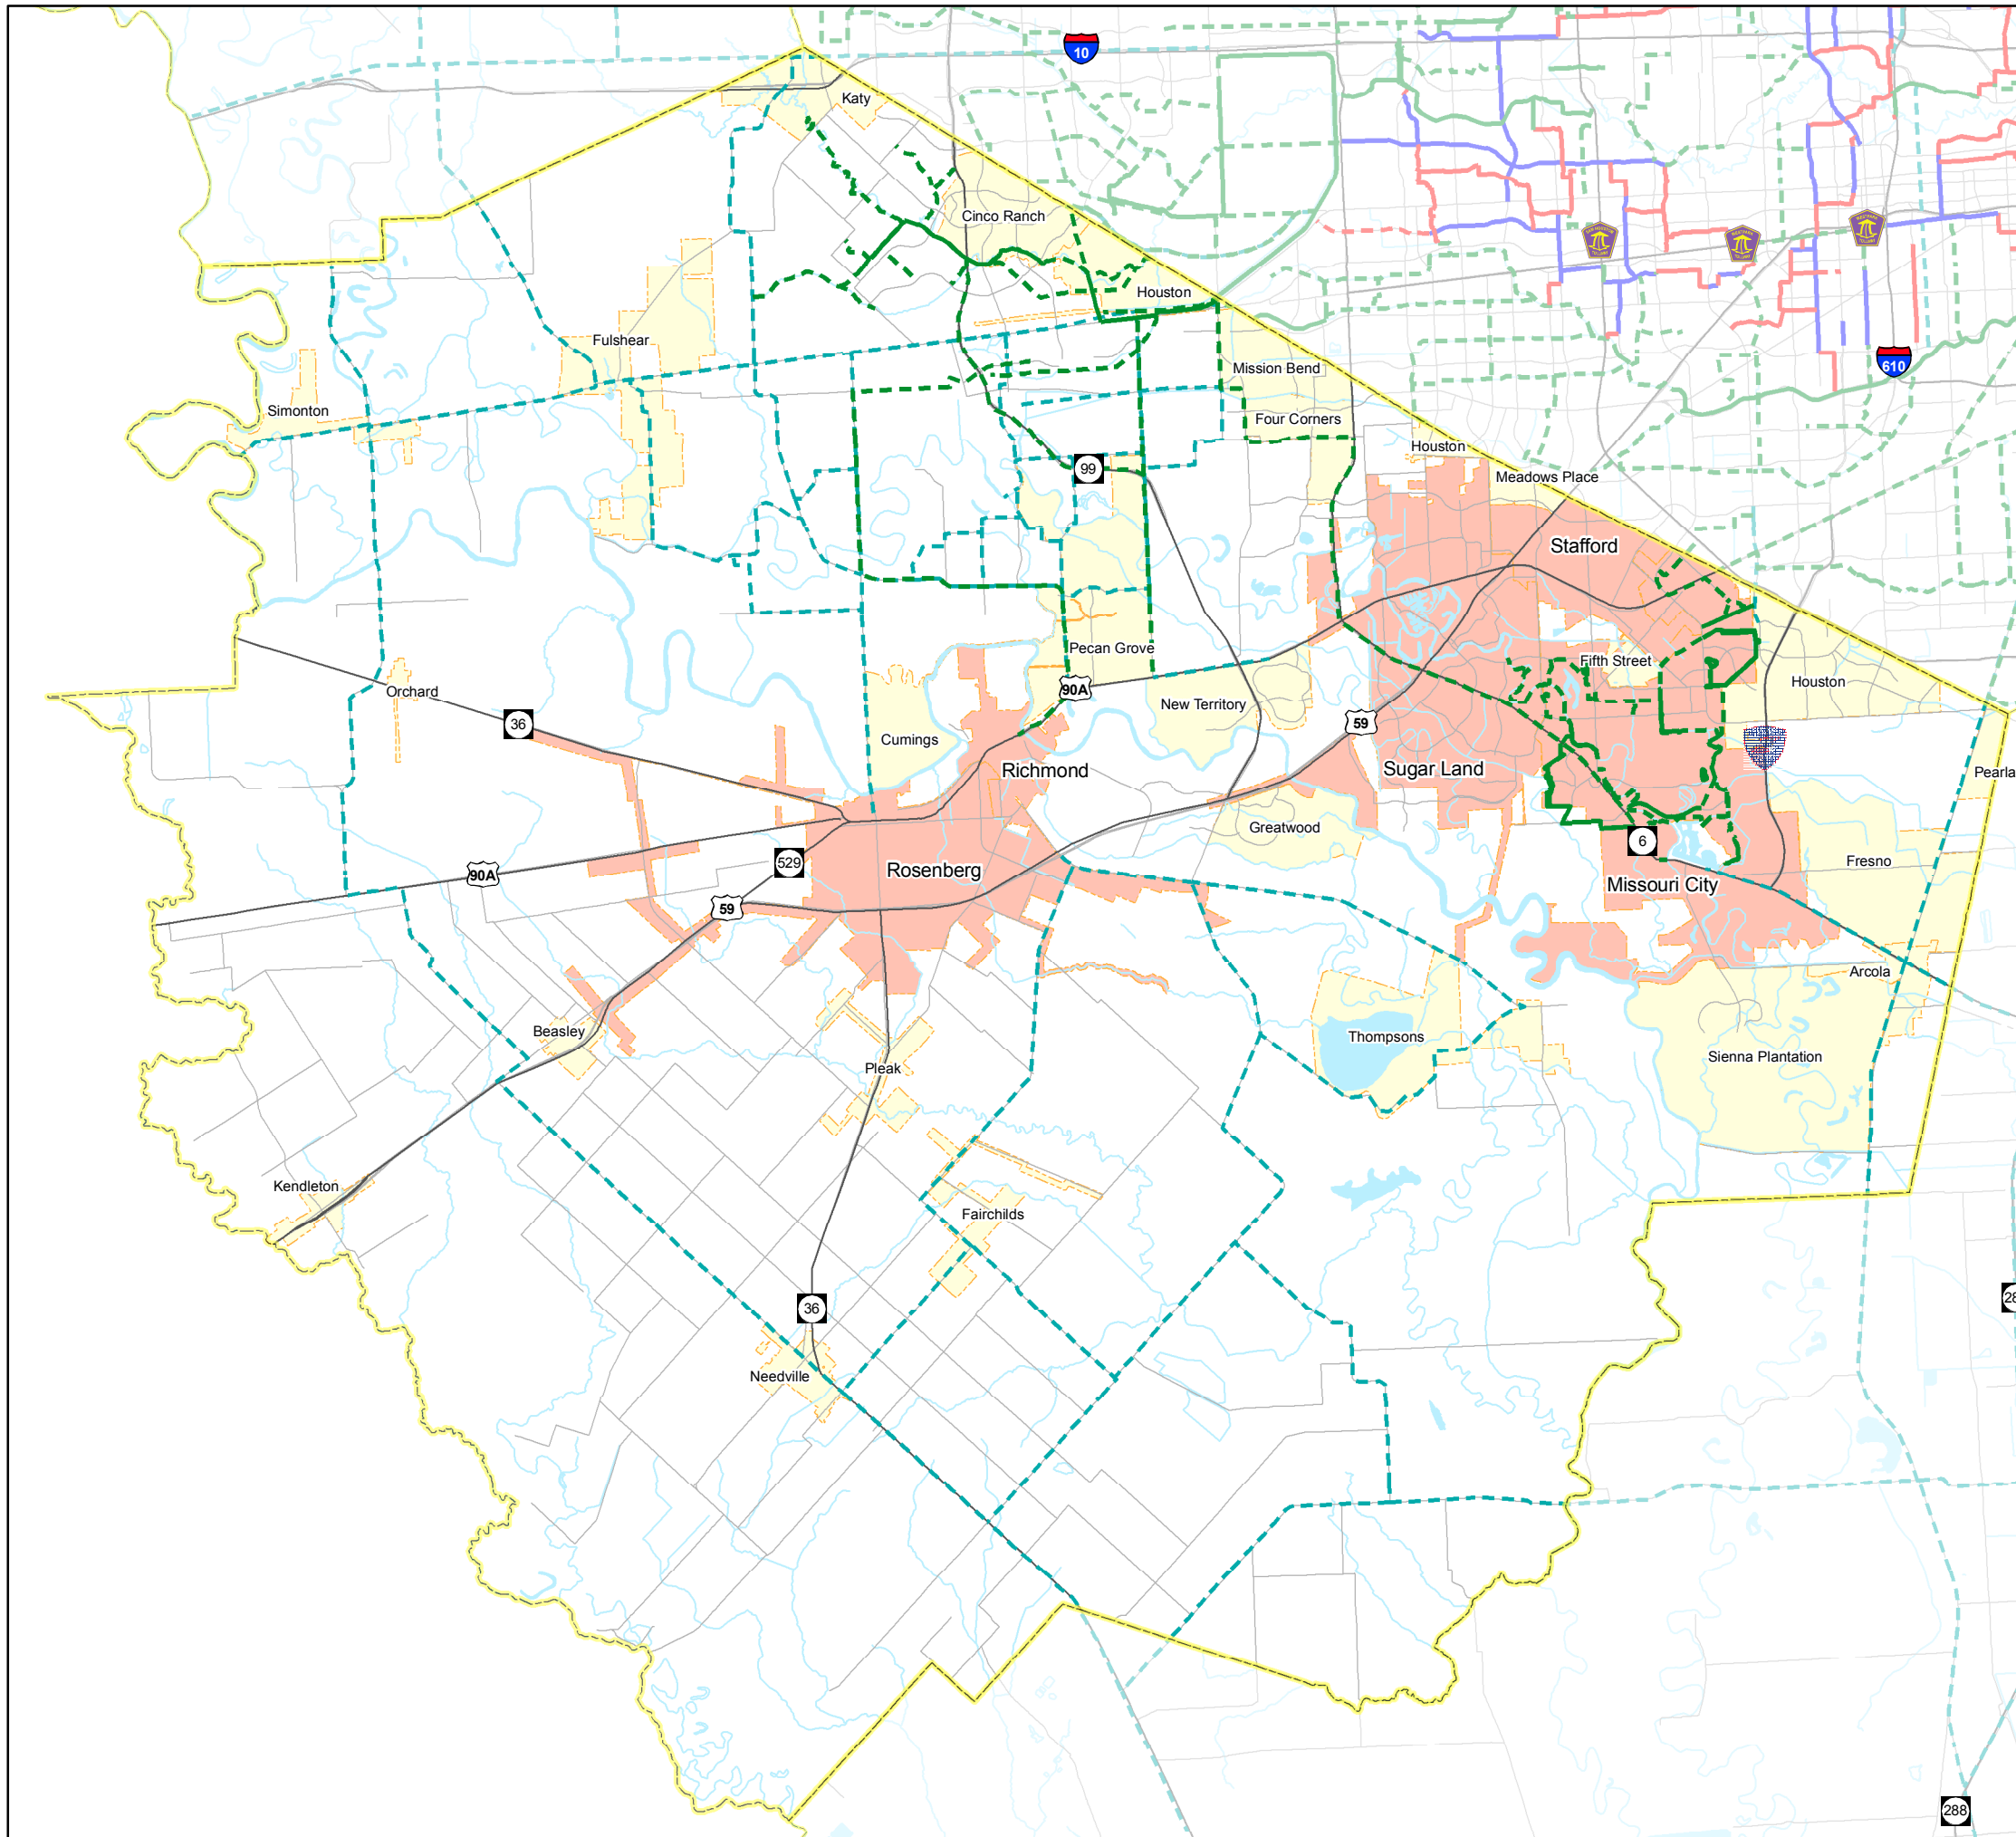 10
Katy
Cinco Ranch
Houston
Fulshear
610
Mission Bend
Simonton
Four Corners
Houston
99
Meadows Place
Stafford
Pecan Grove
Fifth Street
Orchard
90A
Houston
New Territory
36
59
Cumings
Richmond
Sugar Land
Pearla
Greatwood
6
529
Rosenberg
Fresno
90A
Missouri City
59
Arcola
Beasley
Thompsons
Sienna Plantation
Pleak
Kendleton
Fairchilds
28
36
Needville
288